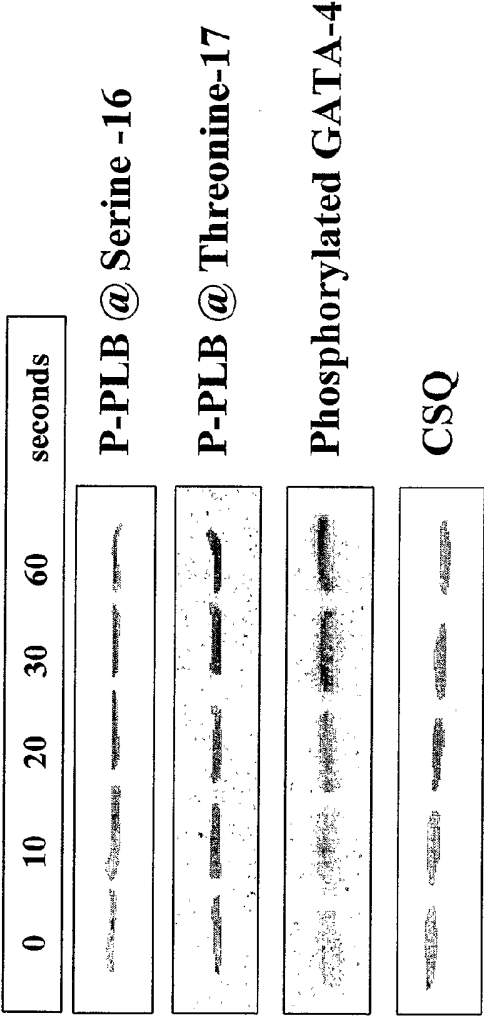 0 10 20 30 60 seconds
P-PLB @ Serine -16
P-PLB @ Threonine-17
Phosphorylated GATA-4
CSQ